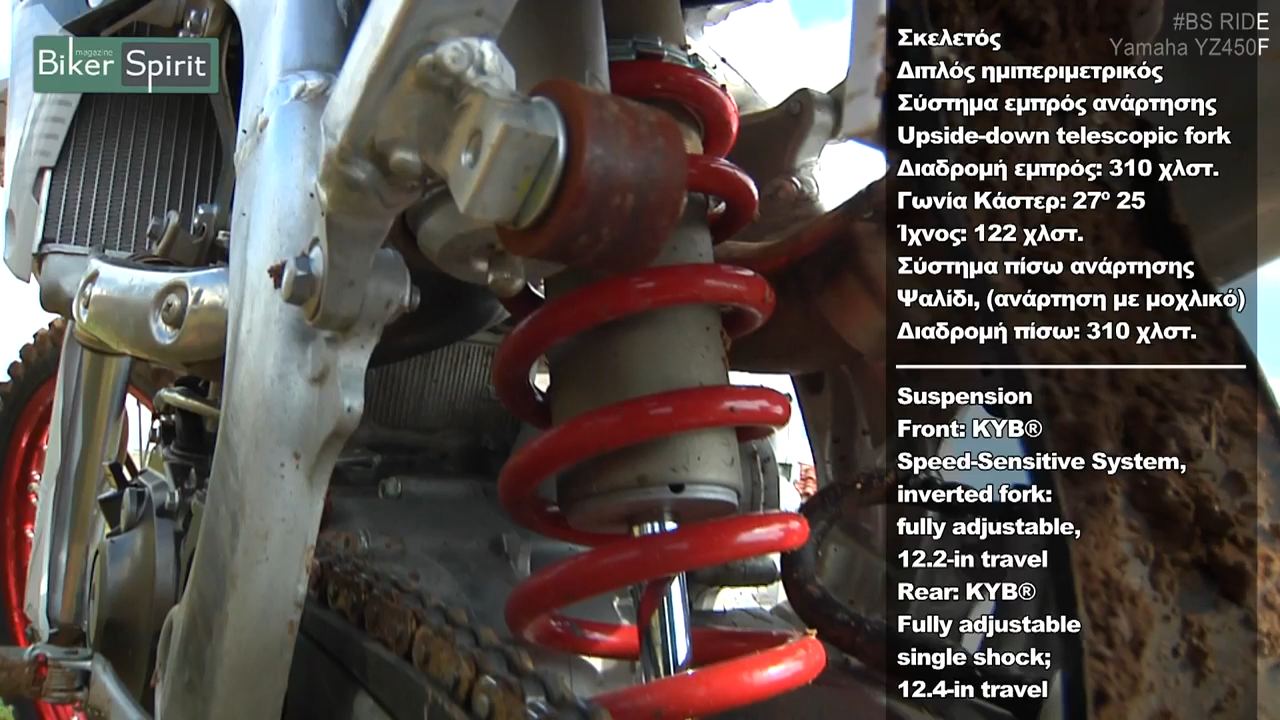 magazine
Biker Spirit
#BS RIDE
Yamaha YZ450F
Σκελετός
Διπλός ημιπεριμετρικός
Σύστημα εμπρός ανάρτησης
Upside-down telescopic fork
Διαδρομή εμπρός: 310 χλστ.
Γωνία Κάστερ: 27º 25
Ίχνος: 122 χλστ.
Σύστημα πίσω ανάρτησης
Ψαλίδι, (ανάρτηση με μοχλικό)
Διαδρομή πίσω: 310 χλστ.
Suspension
Front: KYB®
Speed-Sensitive System,
inverted fork:
fully adjustable,
12.2-in travel
Rear: KYB®
Fully adjustable
single shock;
12.4-in travel